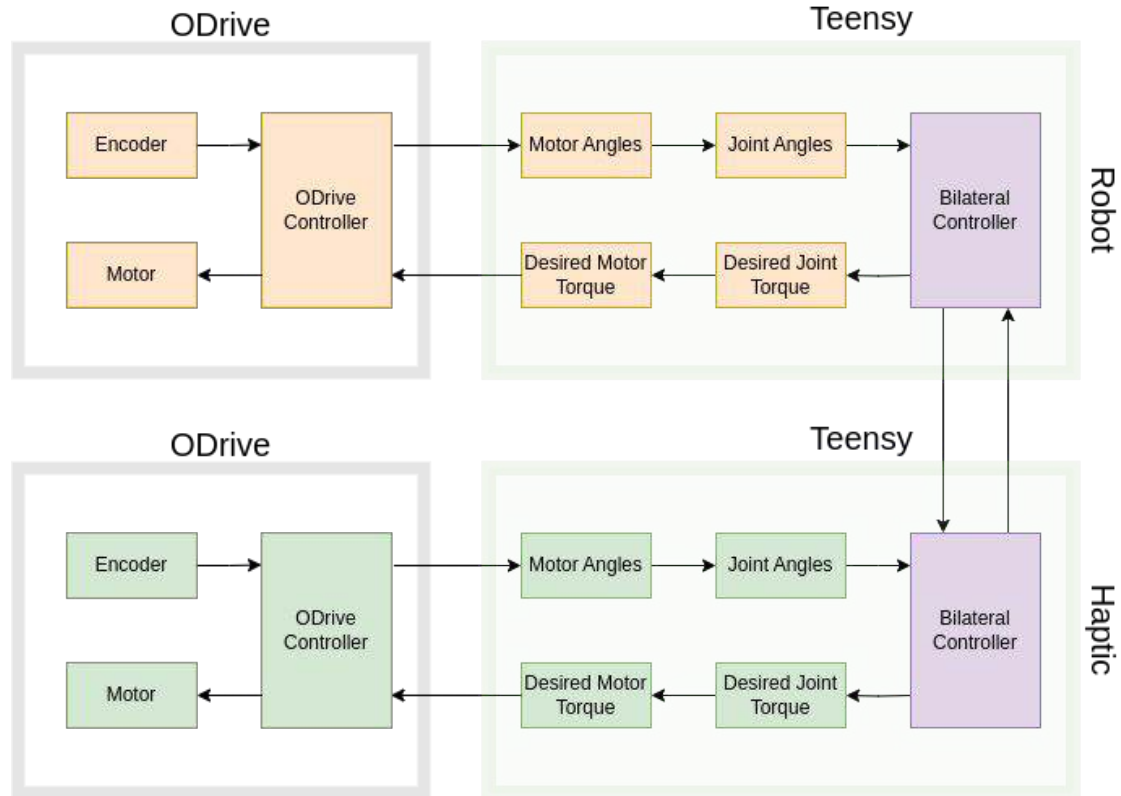 ODrive
Teensy
Encoder
ODrive
Controller
Motor Angles
Joint Angles
Bilateral
Controller
Motor
Desired Motor
Torque
Desired Joint
Torque
Robot
ODrive
Teensy
Encoder
ODrive
Controller
Motor Angles
Joint Angles
Bilateral
Controller
Motor
Desired Motor
Torque
Desired Joint
Torque
Haptic